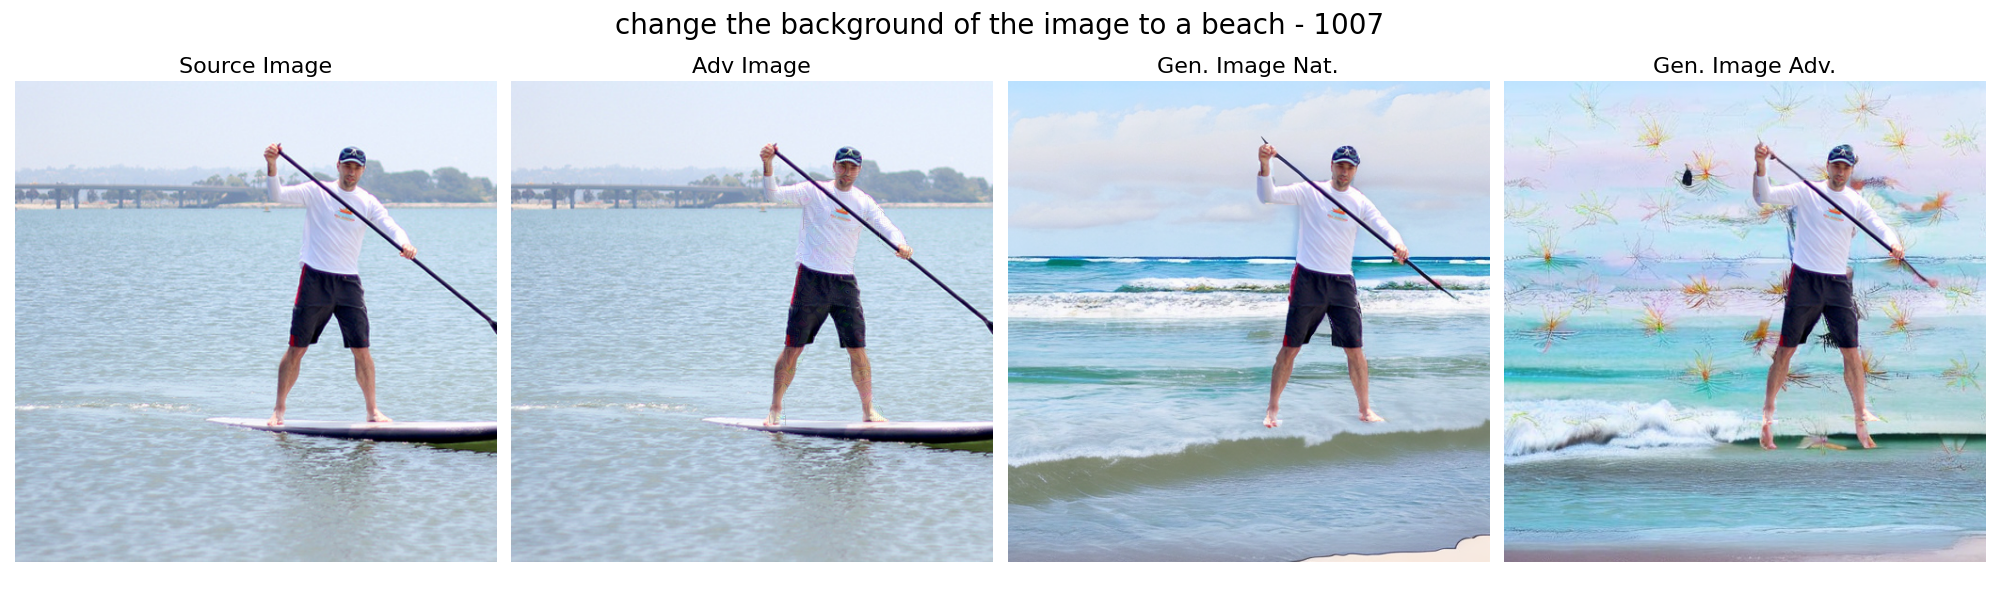 change the background of the image to a beach - 1007
Source Image
Adv Image
Gen. Image Nat.
Gen. Image Adv.